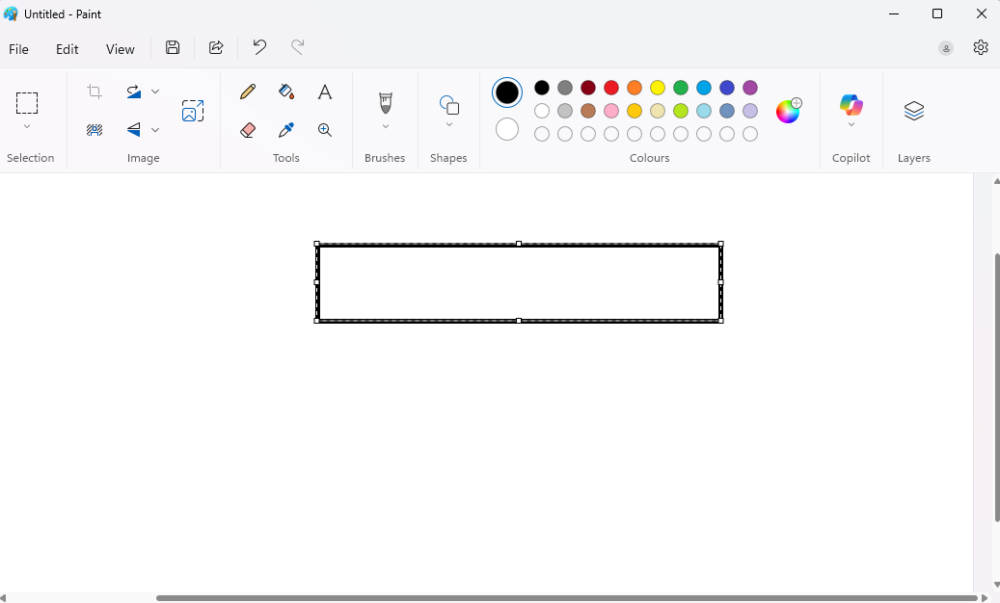 Untitled - Paint
File Edit View
Selection Image Tools Brushes Shapes Colours Copilot Layers